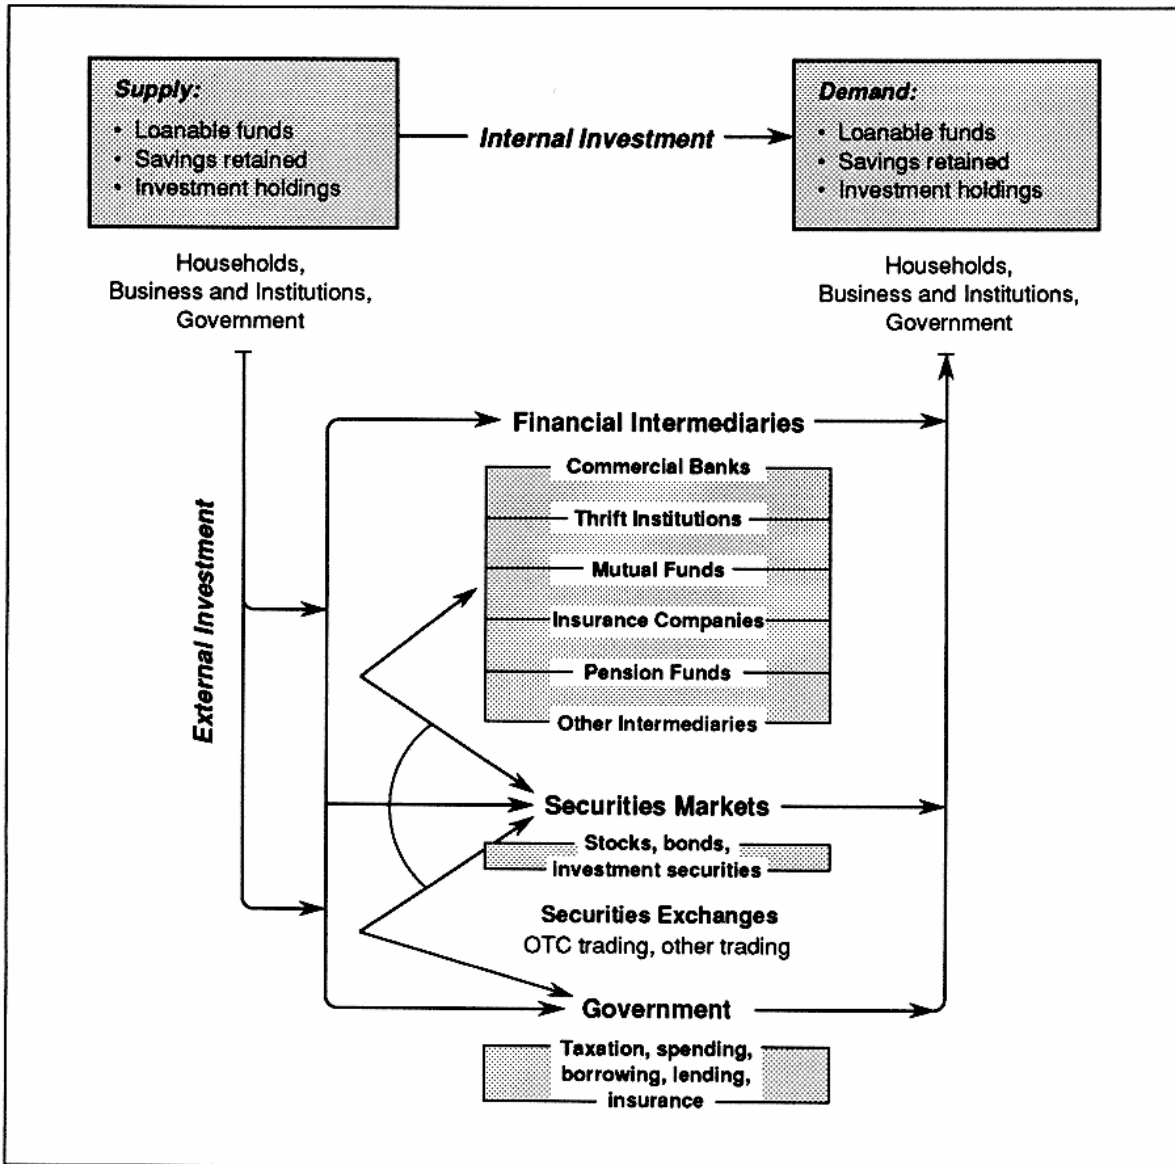 Supply:
• Loanable funds
• Savings retained
• Investment holdings
Internal Investment
Demand:
• Loanable funds
• Savings retained
• Investment holdings
Households,
Business and Institutions,
Government
Households,
Business and Institutions,
Government
External Investment
Financial Intermediaries
Commercial Banks
Thrift Institutions
Mutual Funds
Insurance Companies
Pension Funds
Other Intermediaries
Securities Markets
Stocks, bonds,
investment securities
Securities Exchanges
OTC trading, other trading
Government
Taxation, spending,
borrowing, lending,
insurance